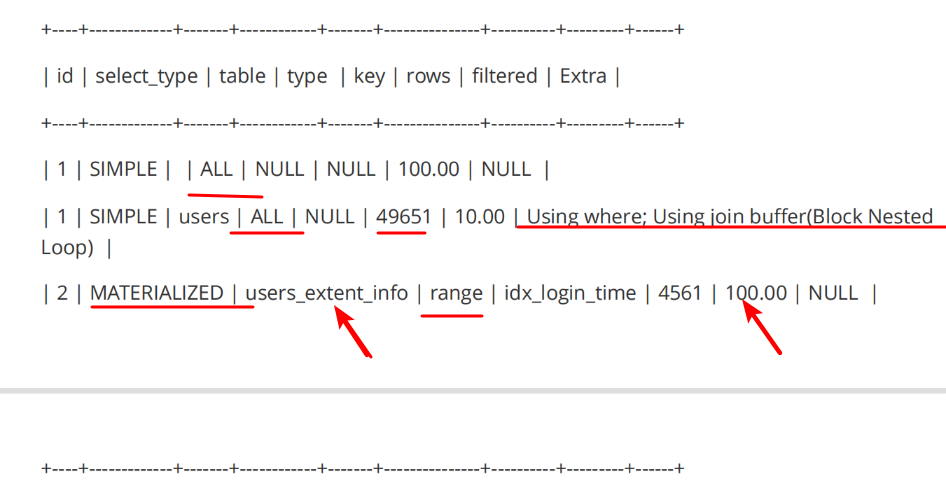 +----+-------------+-------+------------+-------+---------------+----------+---------+------+
| id | select_type | table | type | key | rows | filtered | Extra |
+----+-------------+-------+------------+-------+---------------+----------+---------+------+
| 1 | SIMPLE | | ALL | NULL | NULL | 100.00 | NULL |
| 1 | SIMPLE | users | ALL | NULL | 49651 | 10.00 | Using where; Using join buffer(Block Nested
Loop) |
| 2 | MATERIALIZED | users_extent_info | range | idx_login_time | 4561 | 100.00 | NULL |
+----+-------------+-------+------------+-------+---------------+----------+---------+------+